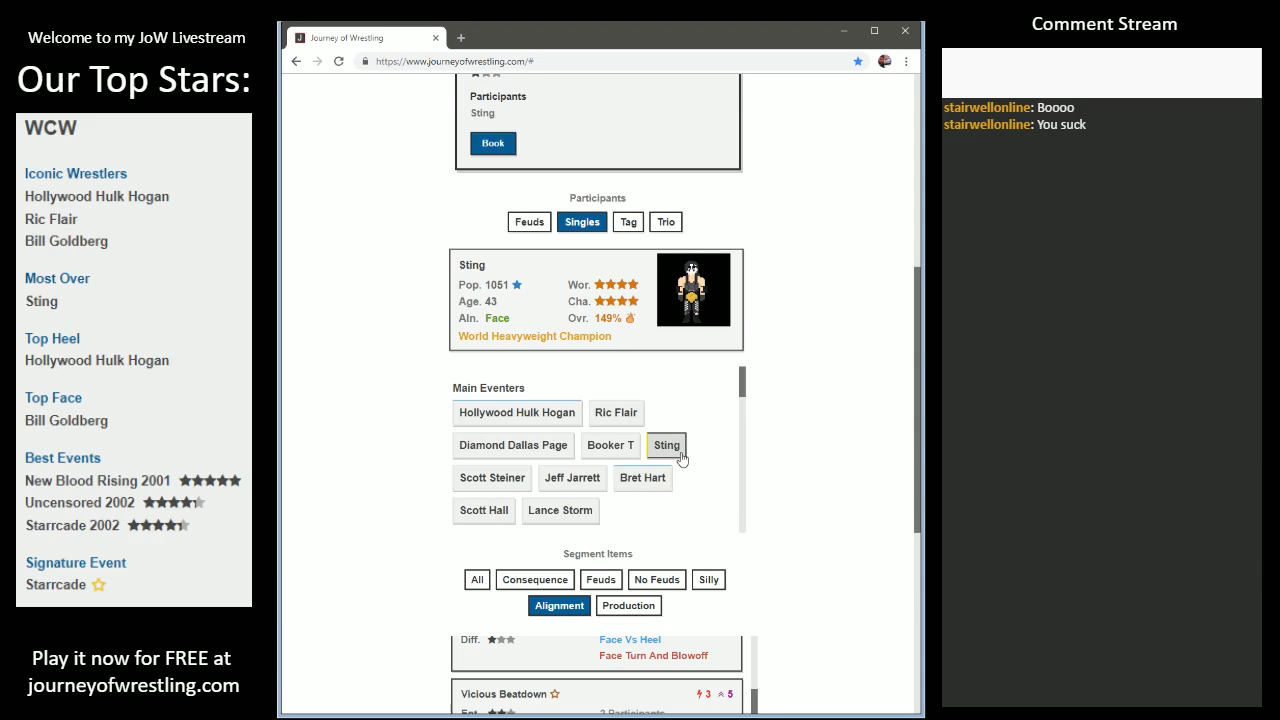 Welcome to my JoW Livestream
Our Top Stars:
WCW
Iconic Wrestlers
Hollywood Hulk Hogan
Ric Flair
Bill Goldberg
Most Over
Sting
Top Heel
Hollywood Hulk Hogan
Top Face
Bill Goldberg
Best Events
New Blood Rising 2001
Uncensored 2002
Starrcade 2002
Signature Event
Starrcade
Play it now for FREE at
journeyofwrestling.com
J Journey of Wrestling
https://www.journeyofwrestling.com/#
Participants
Sting
Book
Participants
Feuds Singles Tag Trio
Sting
Pop. 1051 Wor.
Age. 43 Cha.
Aln. Face Ovr. 149%
World Heavyweight Champion
Main Eventers
Hollywood Hulk Hogan Ric Flair
Diamond Dallas Page Booker T Sting
Scott Steiner Jeff Jarrett Bret Hart
Scott Hall Lance Storm
Segment Items
All Consequence Feuds No Feuds Silly
Alignment Production
Diff. Face Vs Heel
Face Turn And Blowoff
Vicious Beatdown 3 5
Ent. 2 Participants
Comment Stream
stairwellonline: Boooo
stairwellonline: You suck